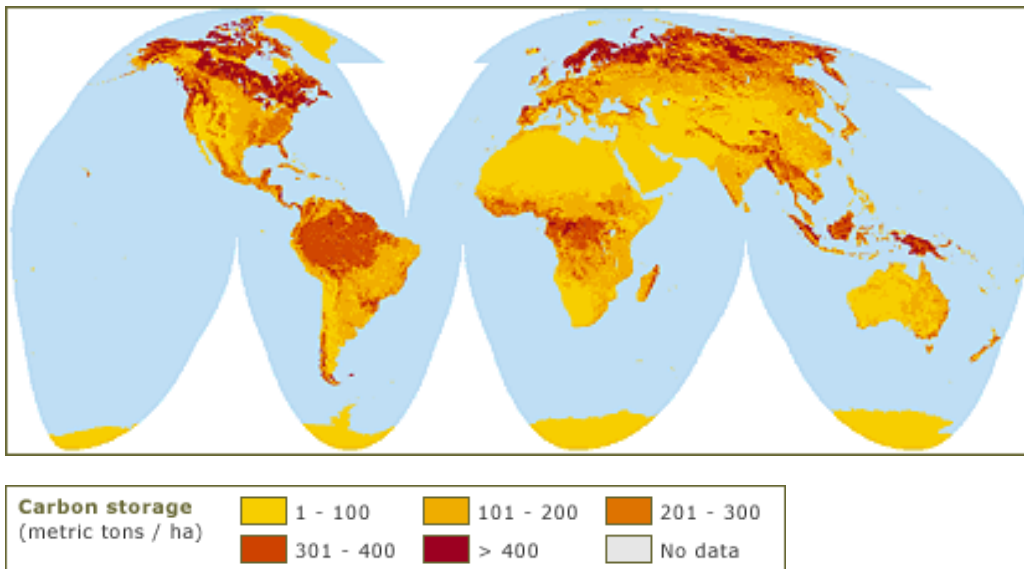 Carbon storage
(metric tons / ha)
1 - 100
101 - 200
201 - 300
301 - 400
> 400
No data